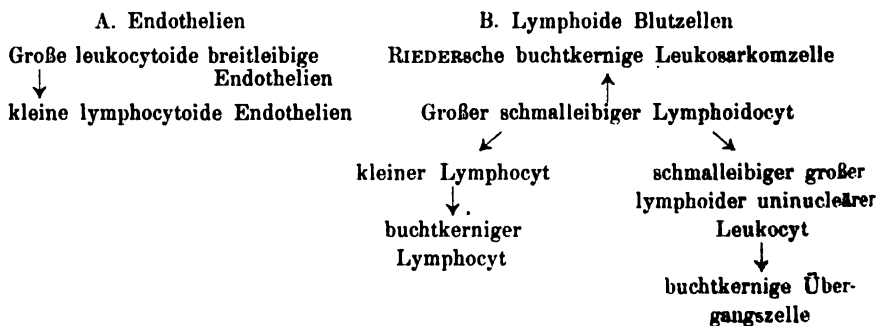 A. Endothelien
Große leukocytoide breitleibige
Endothelien
kleine lymphocytoide Endothelien
B. Lymphoide Blutzellen
RIEDERsche buchtkernige Leukosarkomzelle
Großer schmalleibiger Lymphoidocyt
kleiner Lymphocyt
buchtkerniger
Lymphocyt
schmalleibiger großer
lymphoider uninucleärer
Leukocyt
buchtkernige Über-
gangszelle